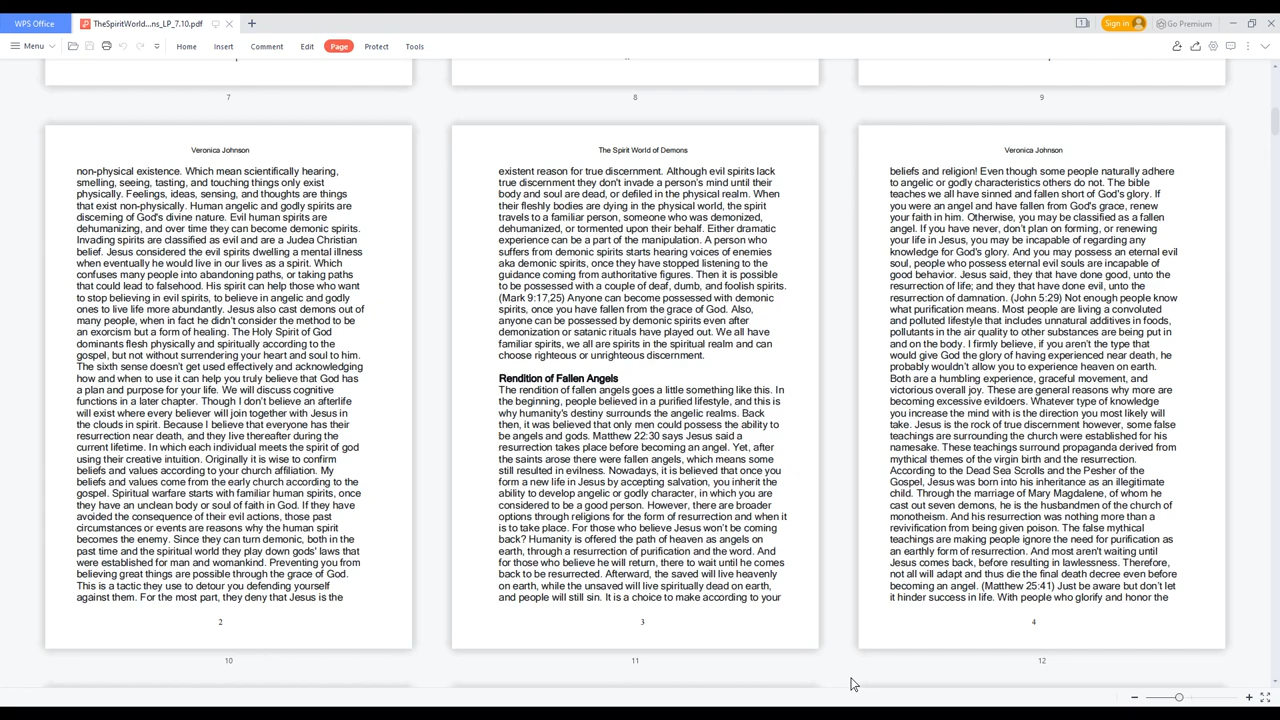 WPS Office
TheSpiritWorld...ns_LP_7.10.pdf
Sign in
Go Premium
Menu
Home
Insert
Comment
Edit
Page
Protect
Tools
7
8
9
Veronica Johnson
non-physical existence. Which mean scientifically hearing,
smelling, seeing, tasting, and touching things only exist
physically. Feelings, ideas, sensing, and thoughts are things
that exist non-physically. Human angelic and godly spirits are
discerning of God's divine nature. Evil human spirits are
dehumanizing, and over time they can become demonic spirits.
Invading spirits are classified as evil and are a Judea Christian
belief. Jesus considered the evil spirits dwelling a mental illness
when eventually he would live in our lives as a spirit. Which
confuses many people into abandoning paths, or taking paths
that could lead to falsehood. His spirit can help those who want
to stop believing in evil spirits, to believe in angelic and godly
ones to live life more abundantly. Jesus also cast demons out of
many people, when in fact he didn't consider the method to be
an exorcism but a form of healing. The Holy Spirit of God
dominants flesh physically and spiritually according to the
gospel, but not without surrendering your heart and soul to him.
The sixth sense doesn't get used effectively and acknowledging
how and when to use it can help you truly believe that God has
a plan and purpose for your life. We will discuss cognitive
functions in a later chapter. Though I don't believe an afterlife
will exist where every believer will join together with Jesus in
the clouds in spirit. Because I believe that everyone has their
resurrection near death, and they live thereafter during the
current lifetime. In which each individual meets the spirit of god
using their creative intuition. Originally it is wise to confirm
beliefs and values according to your church affiliation. My
beliefs and values come from the early church according to the
gospel. Spiritual warfare starts with familiar human spirits, once
they have an unclean body or soul of faith in God. If they have
avoided the consequence of their evil actions, those past
circumstances or events are reasons why the human spirit
becomes the enemy. Since they can turn demonic, both in the
past time and the spiritual world they play down gods' laws that
were established for man and womankind. Preventing you from
believing great things are possible through the grace of God.
This is a tactic they use to detour you defending yourself
against them. For the most part, they deny that Jesus is the
2
10
The Spirit World of Demons
existent reason for true discernment. Although evil spirits lack
true discernment they don't invade a person's mind until their
body and soul are dead, or defiled in the physical realm. When
their fleshly bodies are dying in the physical world, the spirit
travels to a familiar person, someone who was demonized,
dehumanized, or tormented upon their behalf. Either dramatic
experience can be a part of the manipulation. A person who
suffers from demonic spirits starts hearing voices of enemies
aka demonic spirits, once they have stopped listening to the
guidance coming from authoritative figures. Then it is possible
to be possessed with a couple of deaf, dumb, and foolish spirits.
(Mark 9:17,25) Anyone can become possessed with demonic
spirits, once you have fallen from the grace of God. Also,
anyone can be possessed by demonic spirits even after
demonization or satanic rituals have played out. We all have
familiar spirits, we all are spirits in the spiritual realm and can
choose righteous or unrighteous discernment.
Rendition of Fallen Angels
The rendition of fallen angels goes a little something like this. In
the beginning, people believed in a purified lifestyle, and this is
why humanity's destiny surrounds the angelic realms. Back
then, it was believed that only men could possess the ability to
be angels and gods. Matthew 22:30 says Jesus said a
resurrection takes place before becoming an angel. Yet, after
the saints arose there were fallen angels, which means some
still resulted in evilness. Nowadays, it is believed that once you
form a new life in Jesus by accepting salvation, you inherit the
ability to develop angelic or godly character, in which you are
considered to be a good person. However, there are broader
options through religions for the form of resurrection and when it
is to take place. For those who believe Jesus won't be coming
back? Humanity is offered the path of heaven as angels on
earth, through a resurrection of purification and the word. And
for those who believe he will return, there to wait until he comes
back to be resurrected. Afterward, the saved will live heavenly
on earth, while the unsaved will live spiritually dead on earth,
and people will still sin. It is a choice to make according to your
3
11
Veronica Johnson
beliefs and religion! Even though some people naturally adhere
to angelic or godly characteristics others do not. The bible
teaches we all have sinned and fallen short of God's glory. If
you were an angel and have fallen from God's grace, renew
your faith in him. Otherwise, you may be classified as a fallen
angel. If you have never, don't plan on forming, or renewing
your life in Jesus, you may be incapable of regarding any
knowledge for God's glory. And you may possess an eternal evil
soul, people who possess eternal evil souls are incapable of
good behavior. Jesus said, they that have done good, unto the
resurrection of life; and they that have done evil, unto the
resurrection of damnation. (John 5:29) Not enough people know
what purification means. Most people are living a convoluted
and polluted lifestyle that includes unnatural additives in foods,
pollutants in the air quality to other substances are being put in
and on the body. I firmly believe, if you aren't the type that
would give God the glory of having experienced near death, he
probably wouldn't allow you to experience heaven on earth.
Both are a humbling experience, graceful movement, and
victorious overall joy. These are general reasons why more are
becoming excessive evildoers. Whatever type of knowledge
you increase the mind with is the direction you most likely will
take. Jesus is the rock of true discernment however, some false
teachings are surrounding the church were established for his
namesake. These teachings surround propaganda derived from
mythical themes of the virgin birth and the resurrection.
According to the Dead Sea Scrolls and the Pesher of the
Gospel, Jesus was born into his inheritance as an illegitimate
child. Through the marriage of Mary Magdalene, of whom he
cast out seven demons, he is the husbandmen of the church of
monotheism. And his resurrection was nothing more than a
revivification from being given poison. The false mythical
teachings are making people ignore the need for purification as
an earthly form of resurrection. And most aren't waiting until
Jesus comes back, before resulting in lawlessness. Therefore,
not all will adapt and thus die the final death decree even before
becoming an angel. (Matthew 25:41) Just be aware but don't let
it hinder success in life. With people who glorify and honor the
4
12